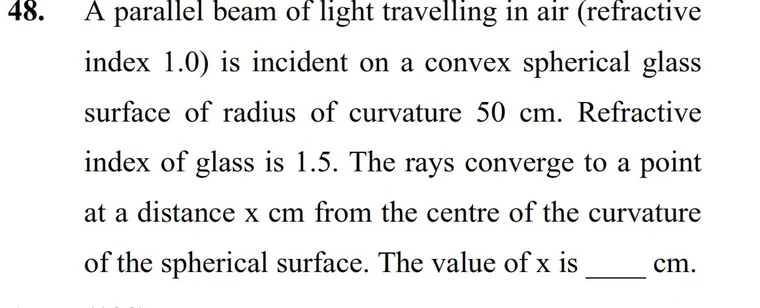 48. A parallel beam of light travelling in air (refractive
index 1.0) is incident on a convex spherical glass
surface of radius of curvature 50 cm. Refractive
index of glass is 1.5. The rays converge to a point
at a distance x cm from the centre of the curvature
of the spherical surface. The value of x is _____ cm.